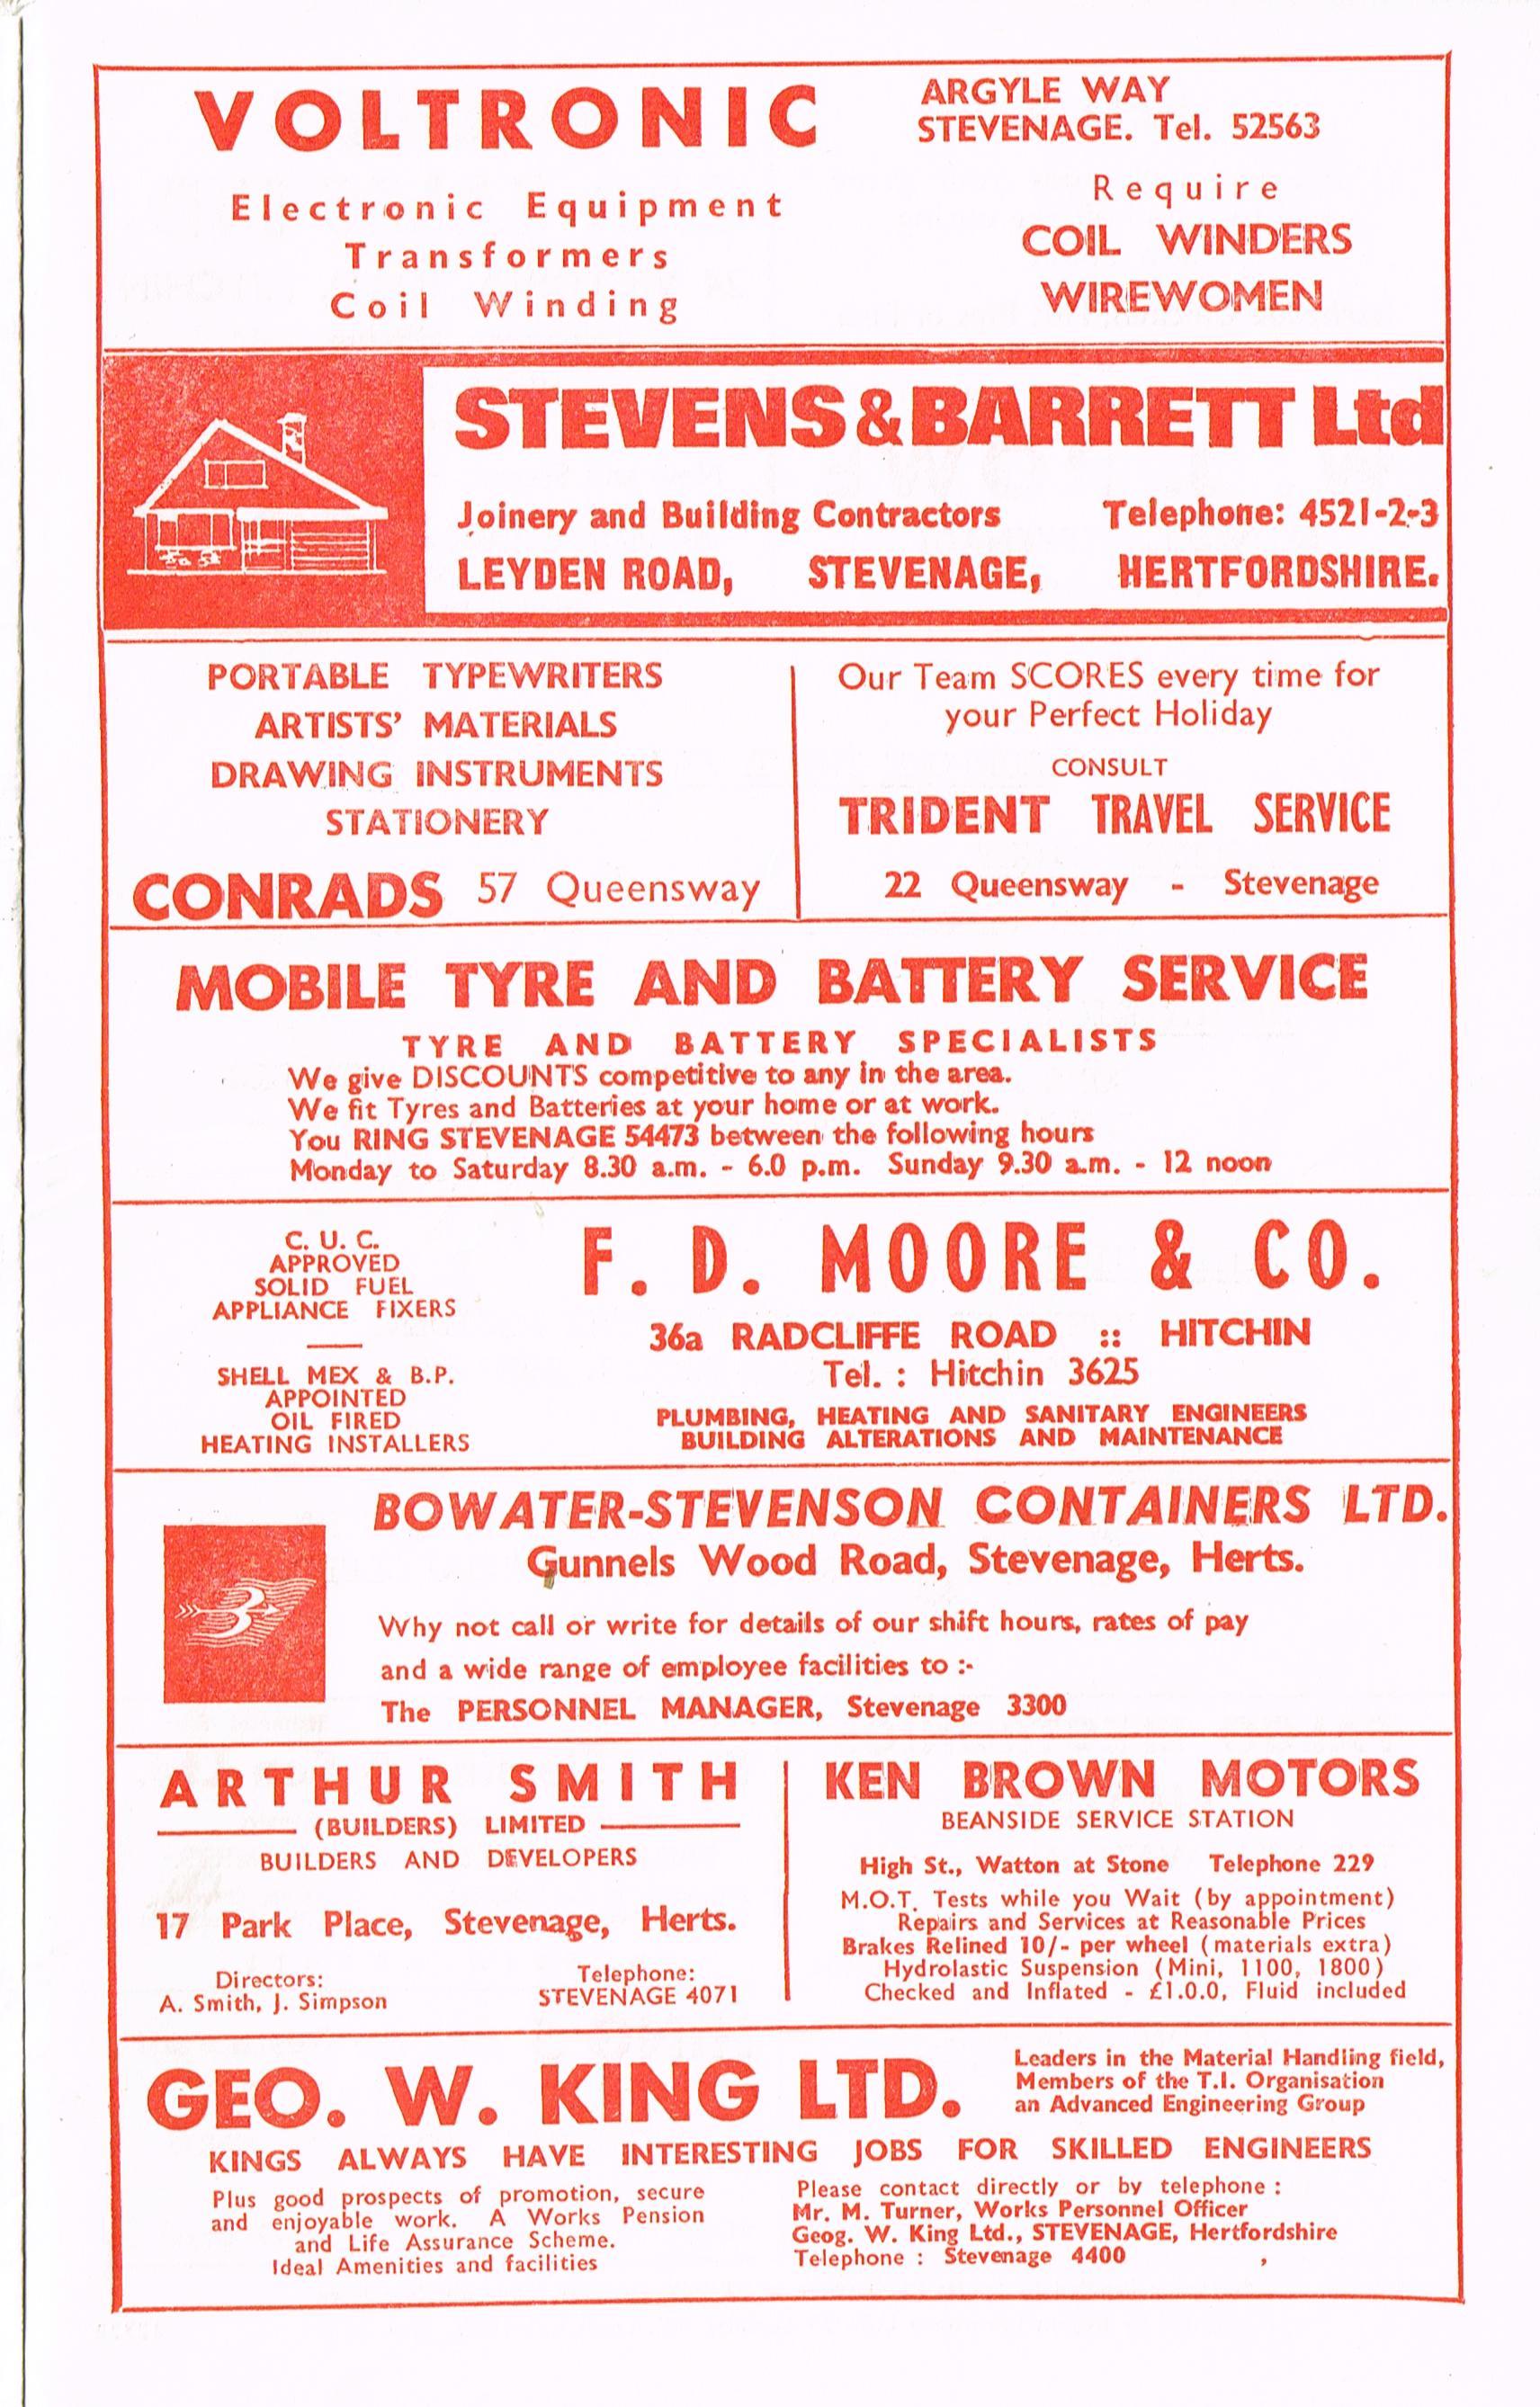 VOLTRONIC
Electronic Equipment
Transformers
Coil Winding
ARGYLE WAY
STEVENAGE. Tel. 52563
Require
COIL WINDERS
WIREWOMEN
STEVENS & BARRETT Ltd
Joinery and Building Contractors Telephone: 4521-2-3
LEYDEN ROAD, STEVENAGE, HERTFORDSHIRE.
PORTABLE TYPEWRITERS
ARTISTS' MATERIALS
DRAWING INSTRUMENTS
STATIONERY
CONRADS 57 Queensway
Our Team SCORES every time for
your Perfect Holiday
CONSULT
TRIDENT TRAVEL SERVICE
22 Queensway - Stevenage
MOBILE TYRE AND BATTERY SERVICE
TYRE AND BATTERY SPECIALISTS
We give DISCOUNTS competitive to any in the area.
We fit Tyres and Batteries at your home or at work.
You RING STEVENAGE 54473 between the following hours
Monday to Saturday 8.30 a.m. - 6.0 p.m. Sunday 9.30 a.m. - 12 noon
C. U. C.
APPROVED
SOLID FUEL
APPLIANCE FIXERS
SHELL MEX & B.P.
APPOINTED
OIL FIRED
HEATING INSTALLERS
F. D. MOORE & CO.
36a RADCLIFFE ROAD :: HITCHIN
Tel. : Hitchin 3625
PLUMBING, HEATING AND SANITARY ENGINEERS
BUILDING ALTERATIONS AND MAINTENANCE
BOWATER-STEVENSON CONTAINERS LTD.
Gunnels Wood Road, Stevenage, Herts.
Why not call or write for details of our shift hours, rates of pay
and a wide range of employee facilities to :-
The PERSONNEL MANAGER, Stevenage 3300
ARTHUR SMITH
(BUILDERS) LIMITED
BUILDERS AND DEVELOPERS
17 Park Place, Stevenage, Herts.
Directors:
A. Smith, J. Simpson
Telephone:
STEVENAGE 4071
KEN BROWN MOTORS
BEANSIDE SERVICE STATION
High St., Watton at Stone Telephone 229
M.O.T. Tests while you Wait (by appointment)
Repairs and Services at Reasonable Prices
Brakes Relined 10/- per wheel (materials extra)
Hydrolastic Suspension (Mini, 1100, 1800)
Checked and Inflated - £1.0.0, Fluid included
GEO. W. KING LTD.
Leaders in the Material Handling field,
Members of the T.I. Organisation
an Advanced Engineering Group
KINGS ALWAYS HAVE INTERESTING JOBS FOR SKILLED ENGINEERS
Plus good prospects of promotion, secure
and enjoyable work. A Works Pension
and Life Assurance Scheme.
Ideal Amenities and facilities
Please contact directly or by telephone :
Mr. M. Turner, Works Personnel Officer
Geog. W. King Ltd., STEVENAGE, Hertfordshire
Telephone : Stevenage 4400